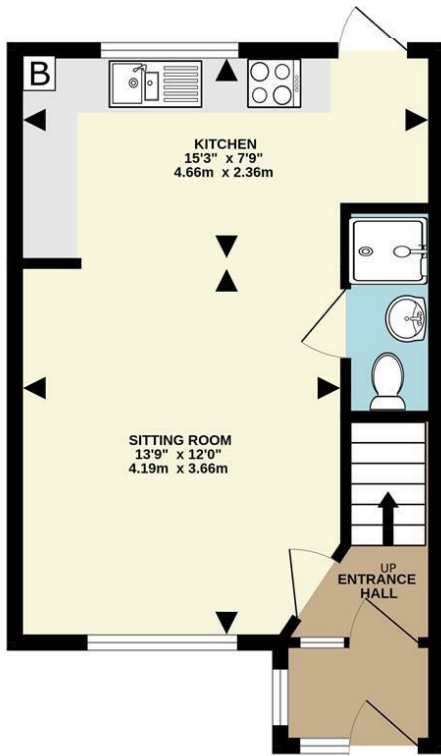 B
KITCHEN
15'3" x 7'9"
4.66m x 2.36m
SITTING ROOM
13'9" x 12'0"
4.19m x 3.66m
UP
ENTRANCE
HALL